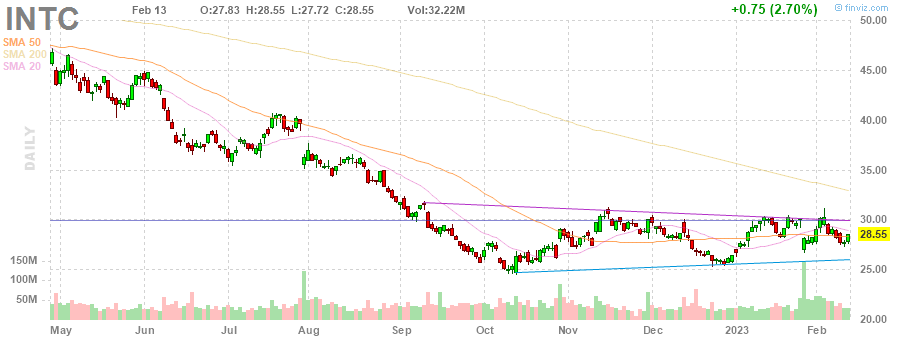 INTC
Feb 13 O:27.83 H:28.55 L:27.72 C:28.55 Vol:32.22M
+0.75 (2.70%)
© finviz.com
SMA 50
SMA 200
SMA 20
DAILY
50.00
45.00
40.00
35.00
30.00
28.55
25.00
20.00
150M
100M
50M
May Jun Jul Aug Sep Oct Nov Dec 2023 Feb